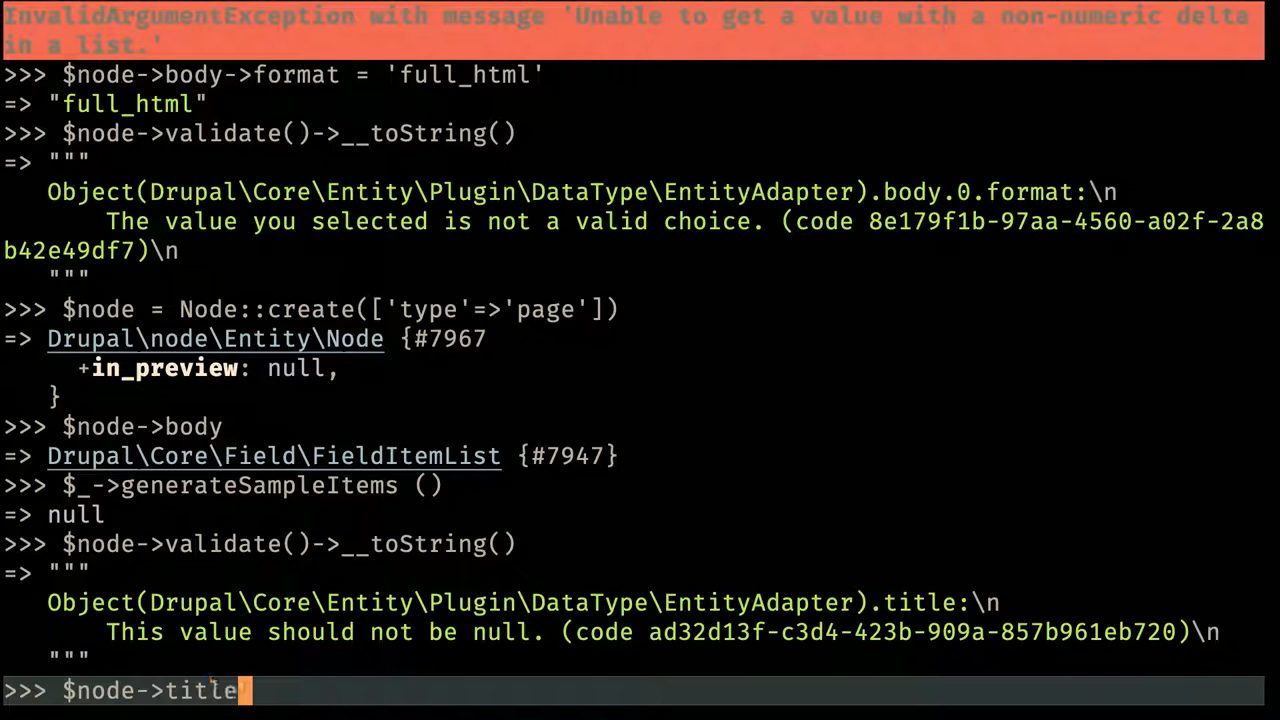 InvalidArgumentException with message 'Unable to get a value with a non-numeric delta
in a list.'
>>> $node->body->format = 'full_html'
=> "full_html"
>>> $node->validate()->__toString()
=> """
Object(Drupal\Core\Entity\Plugin\DataType\EntityAdapter).body.0.format:\n
The value you selected is not a valid choice. (code 8e179f1b-97aa-4560-a02f-2a8
b42e49df7)\n
"""
>>> $node = Node::create(['type'=>'page'])
=> Drupal\node\Entity\Node {#7967
+in_preview: null,
}
>>> $node->body
=> Drupal\Core\Field\FieldItemList {#7947}
>>> $_->generateSampleItems ()
=> null
>>> $node->validate()->__toString()
=> """
Object(Drupal\Core\Entity\Plugin\DataType\EntityAdapter).title:\n
This value should not be null. (code ad32d13f-c3d4-423b-909a-857b961eb720)\n
"""
>>> $node->title